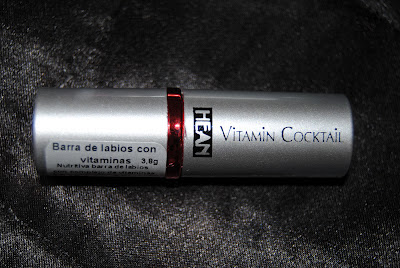 Barra de labios con
vitaminas 3,8g
Nutritiva barra de labios
HEAN
VITAMIN COCKTAIL